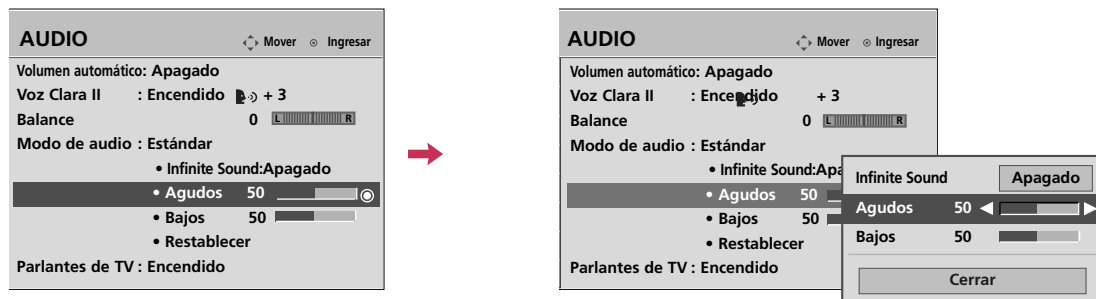 AUDIO Mover Ingresar
Volumen automático: Apagado
Voz Clara II : Encendido + 3
Balance 0 L R
Modo de audio : Estándar
• Infinite Sound:Apagado
• Agudos 50
• Bajos 50
• Restablecer
Parlantes de TV : Encendido
AUDIO Mover Ingresar
Volumen automático: Apagado
Voz Clara II : Encendido + 3
Balance 0 L R
Modo de audio : Estándar
• Infinite Sound:Apa
• Agudos 50
• Bajos 50
• Restablecer
Parlantes de TV : Encendido
Infinite Sound Apagado
Agudos 50
Bajos 50
Cerrar